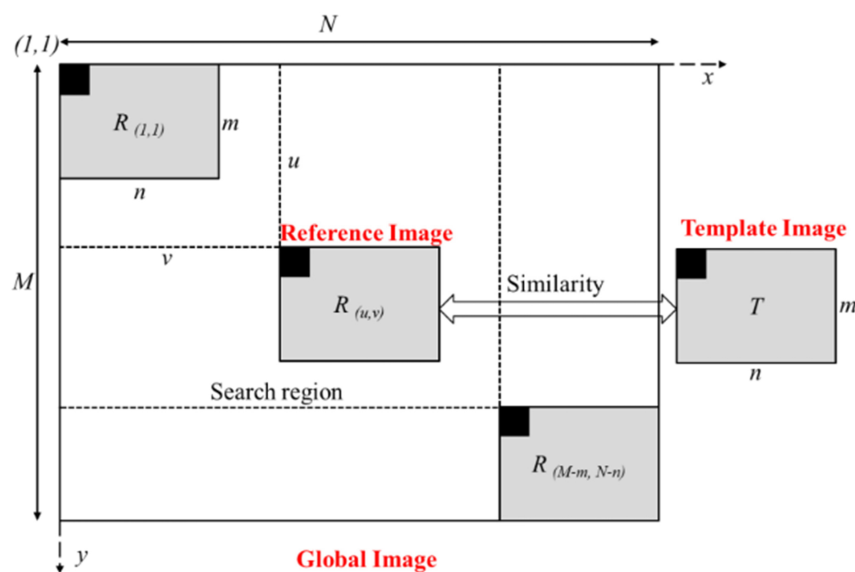 N
(1,1)
x
R (1,1)
m
u
n
Reference Image
Template Image
v
M
Similarity
R (u,v)
T
m
n
Search region
R (M-m, N-n)
y
Global Image